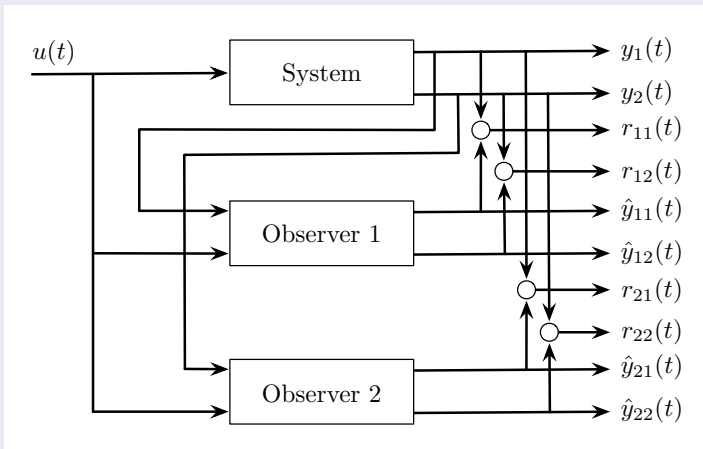 u(t)
System
y₁(t)
y₂(t)
r₁₁(t)
r₁₂(t)
Observer 1
ŷ₁₁(t)
ŷ₁₂(t)
r₂₁(t)
r₂₂(t)
Observer 2
ŷ₂₁(t)
ŷ₂₂(t)